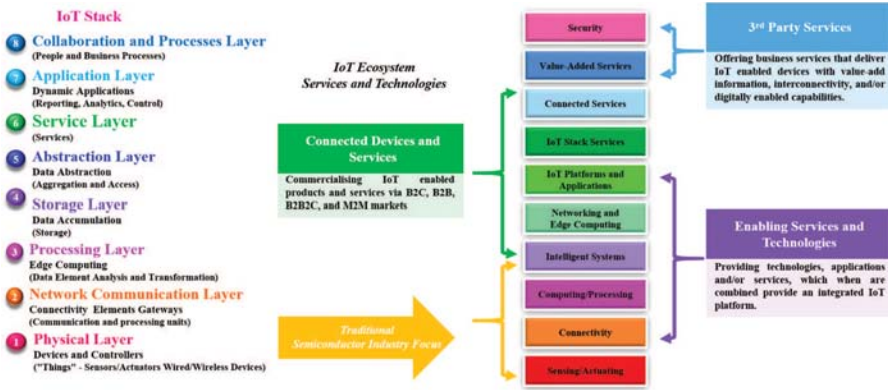 IoT Stack
8 Collaboration and Processes Layer
(People and Business Processes)
7 Application Layer
Dynamic Applications
(Reporting, Analytics, Control)
6 Service Layer
(Services)
5 Abstraction Layer
Data Abstraction
(Aggregation and Access)
4 Storage Layer
Data Accumulation
(Storage)
3 Processing Layer
Edge Computing
(Data Element Analysis and Transformation)
2 Network Communication Layer
Connectivity Elements Gateways
(Communication and processing units)
1 Physical Layer
Devices and Controllers
("Things" - Sensors/Actuators Wired/Wireless Devices)
IoT Ecosystem
Services and Technologies
Connected Devices and
Services
Commercialising IoT enabled
products and services via B2C, B2B,
B2B2C, and M2M markets
Traditional
Semiconductor Industry Focus
Security
Value-Added Services
Connected Services
IoT Stack Services
IoT Platforms and
Applications
Networking and
Edge Computing
Intelligent Systems
Computing/Processing
Connectivity
Sensing/Actuating
3rd Party Services
Offering business services that deliver
IoT enabled devices with value-add
information, interconnectivity, and/or
digitally enabled capabilities.
Enabling Services and
Technologies
Providing technologies, applications
and/or services, which when are
combined provide an integrated IoT
platform.